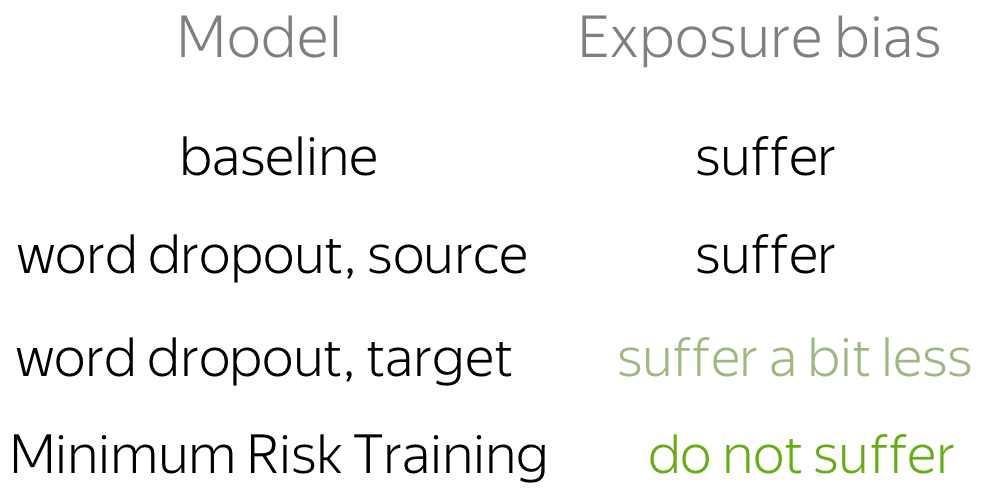 Model Exposure bias
baseline suffer
word dropout, source suffer
word dropout, target suffer a bit less
Minimum Risk Training do not suffer